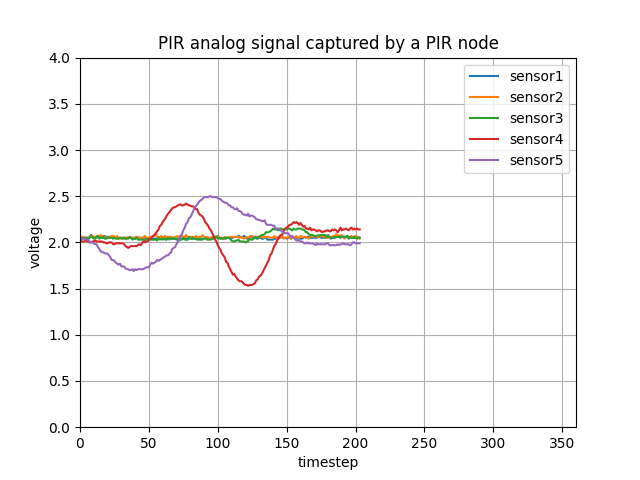 PIR analog signal captured by a PIR node
voltage
4.0
3.5
3.0
2.5
2.0
1.5
1.0
0.5
0.0
sensor1
sensor2
sensor3
sensor4
sensor5
0 50 100 150 200 250 300 350
timestep